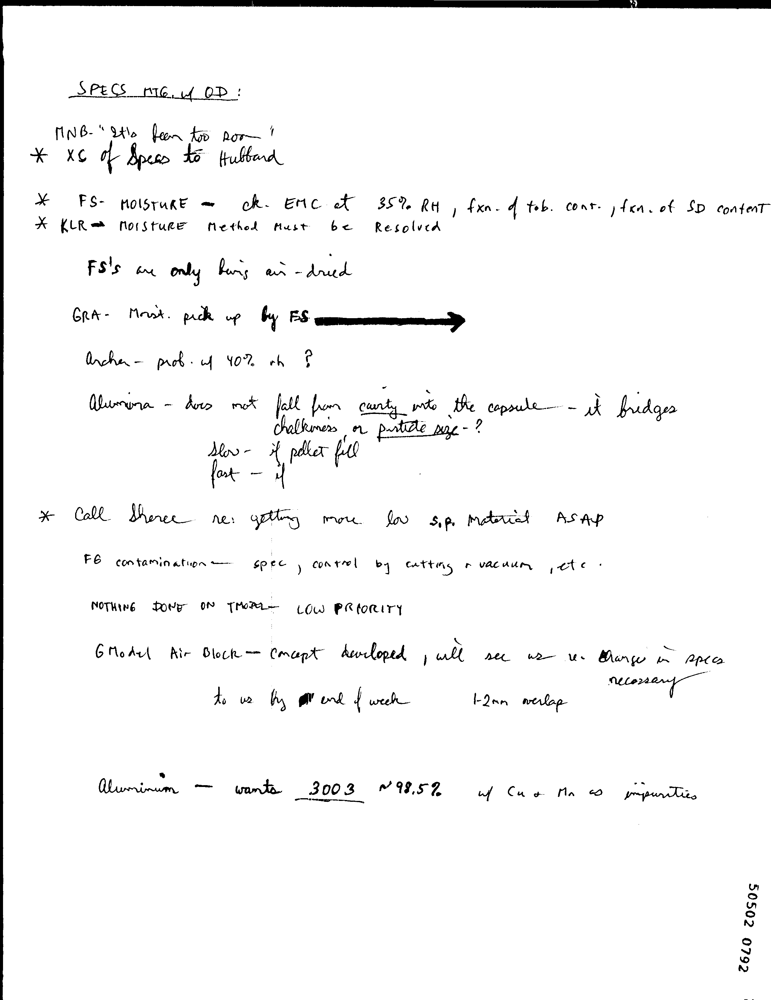 SPECS MTG. w/ OD :
MNB- "It's been too soon"
* XC of Specs to Hubbard
* FS- MOISTURE — ck. EMC at 35% RH , fxn. of tob. cont. , fxn. of SD content
* KLR — MOISTURE Method Must be Resolved
FS's are only being air-dried
GRA- Moist. pick up by FS
Archer - prob. w/ 40% rh ?
Alumina - does not fall from cavity into the capsule - it bridges
chalkiness, or particle size - ?
slow - if pellet fill
fast - if
* Call Sheree re: getting more low s.p. Material ASAP
FG contamination — spec, control by cutting + vacuum, etc.
NOTHING DONE ON TMODEL — LOW PRIORITY
G Model Air Block — concept developed, will see us re. change in specs
necessary
to us by end of week 1-2mm overlap
Aluminum — wants 3003 ~98.5% w/ Cu + Mn as impurities
50502 0792